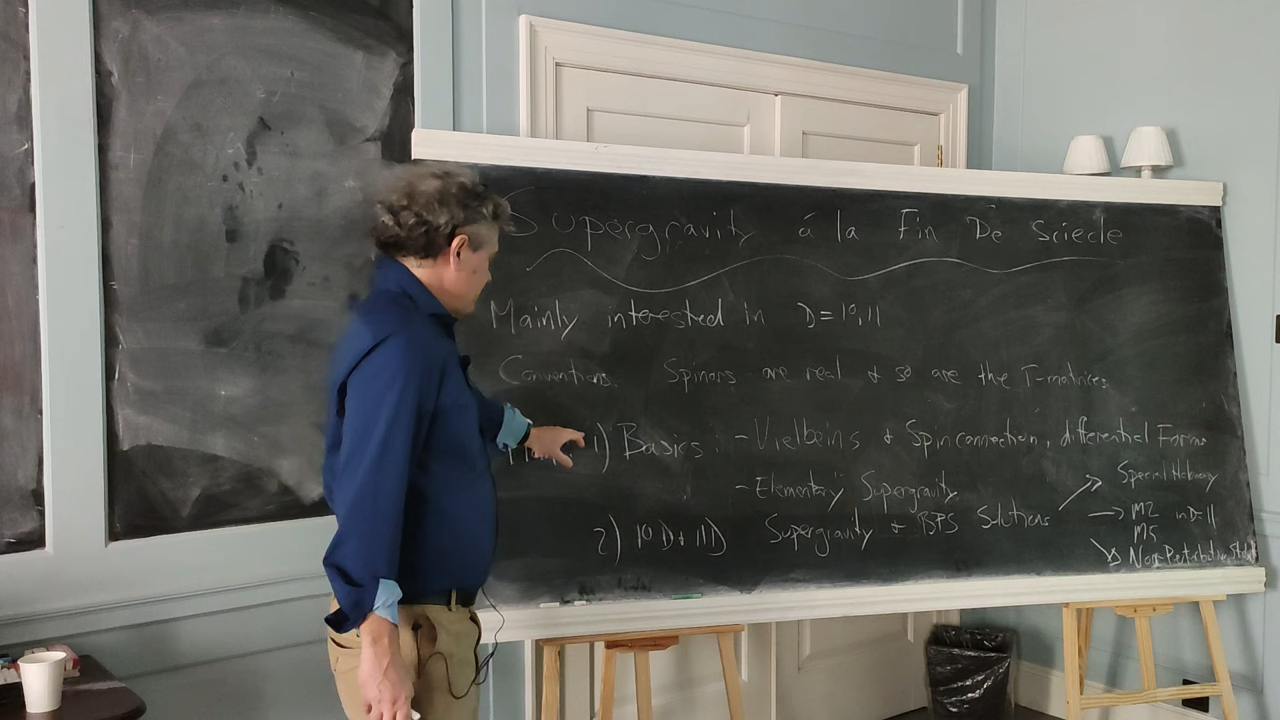 Supergravity á la Fin De Sciecle
Mainly interested in D=10,11
Conventions: Spinors are real & so are the Γ-matrices
1) Basics: - Vielbeins & Spin connection, differential Forms
- Elementary Supergravity
2) 10D & 11D Supergravity & BPS Solutions
→ Special Holonomy
→ M2 in D=11
M5
→ Non-Perturbative States